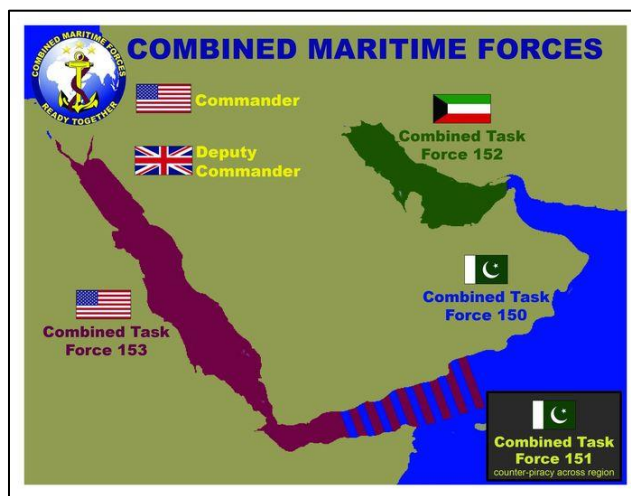 COMBINED MARITIME FORCES
COMBINED MARITIME FORCES
READY TOGETHER
Commander
Deputy
Commander
Combined Task
Force 152
Combined Task
Force 150
Combined Task
Force 153
Combined Task
Force 151
counter-piracy across region